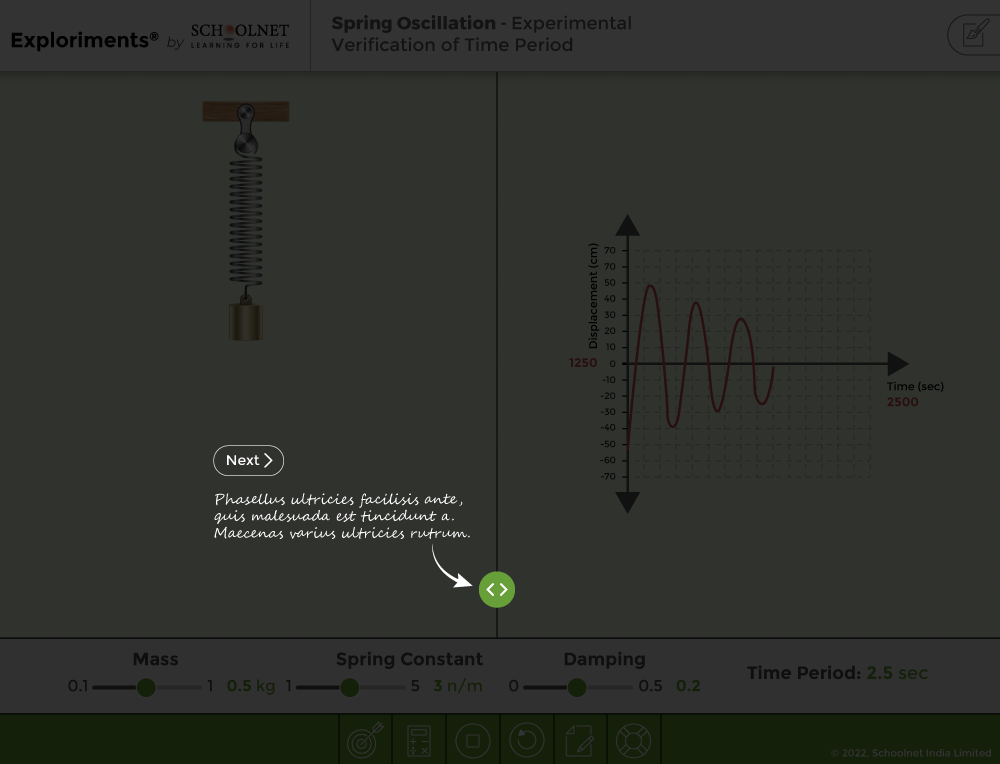 Exploriments® by SCHOOLNET
LEARNING FOR LIFE
Spring Oscillation - Experimental
Verification of Time Period
Displacement (cm)
70
70
50
40
30
20
10
1250 0
-10
-20
-30
-40
-50
-60
-70
Time (sec)
2500
Next
Phasellus ultricies facilisis ante,
quis malesuada est tincidunt a.
Maecenas varius ultricies rutrum.
Mass
0.1 1 0.5 kg
Spring Constant
1 5 3 n/m
Damping
0 0.5 0.2
Time Period: 2.5 sec
© 2022, Schoolnet India Limited